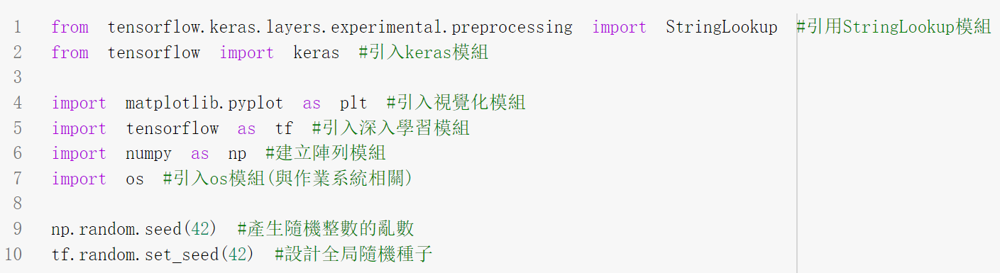 1 from tensorflow.keras.layers.experimental.preprocessing import StringLookup #引用StringLookup模組
2 from tensorflow import keras #引入keras模組
3
4 import matplotlib.pyplot as plt #引入視覺化模組
5 import tensorflow as tf #引入深入學習模組
6 import numpy as np #建立陣列模組
7 import os #引入os模組(與作業系統相關)
8
9 np.random.seed(42) #產生隨機整數的亂數
10 tf.random.set_seed(42) #設計全局隨機種子